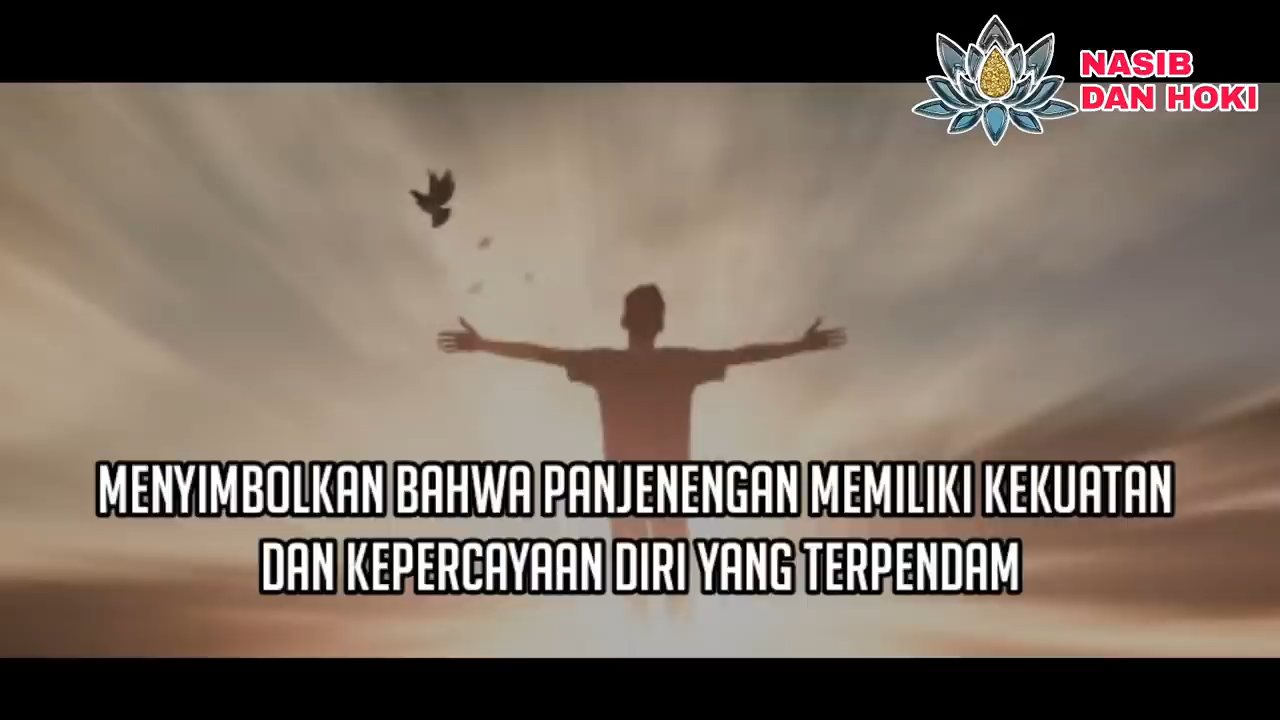 NASIB
DAN HOKI
MENYIMBOLKAN BAHWA PANJENENGAN MEMILIKI KEKUATAN
DAN KEPERCAYAAN DIRI YANG TERPENDAM